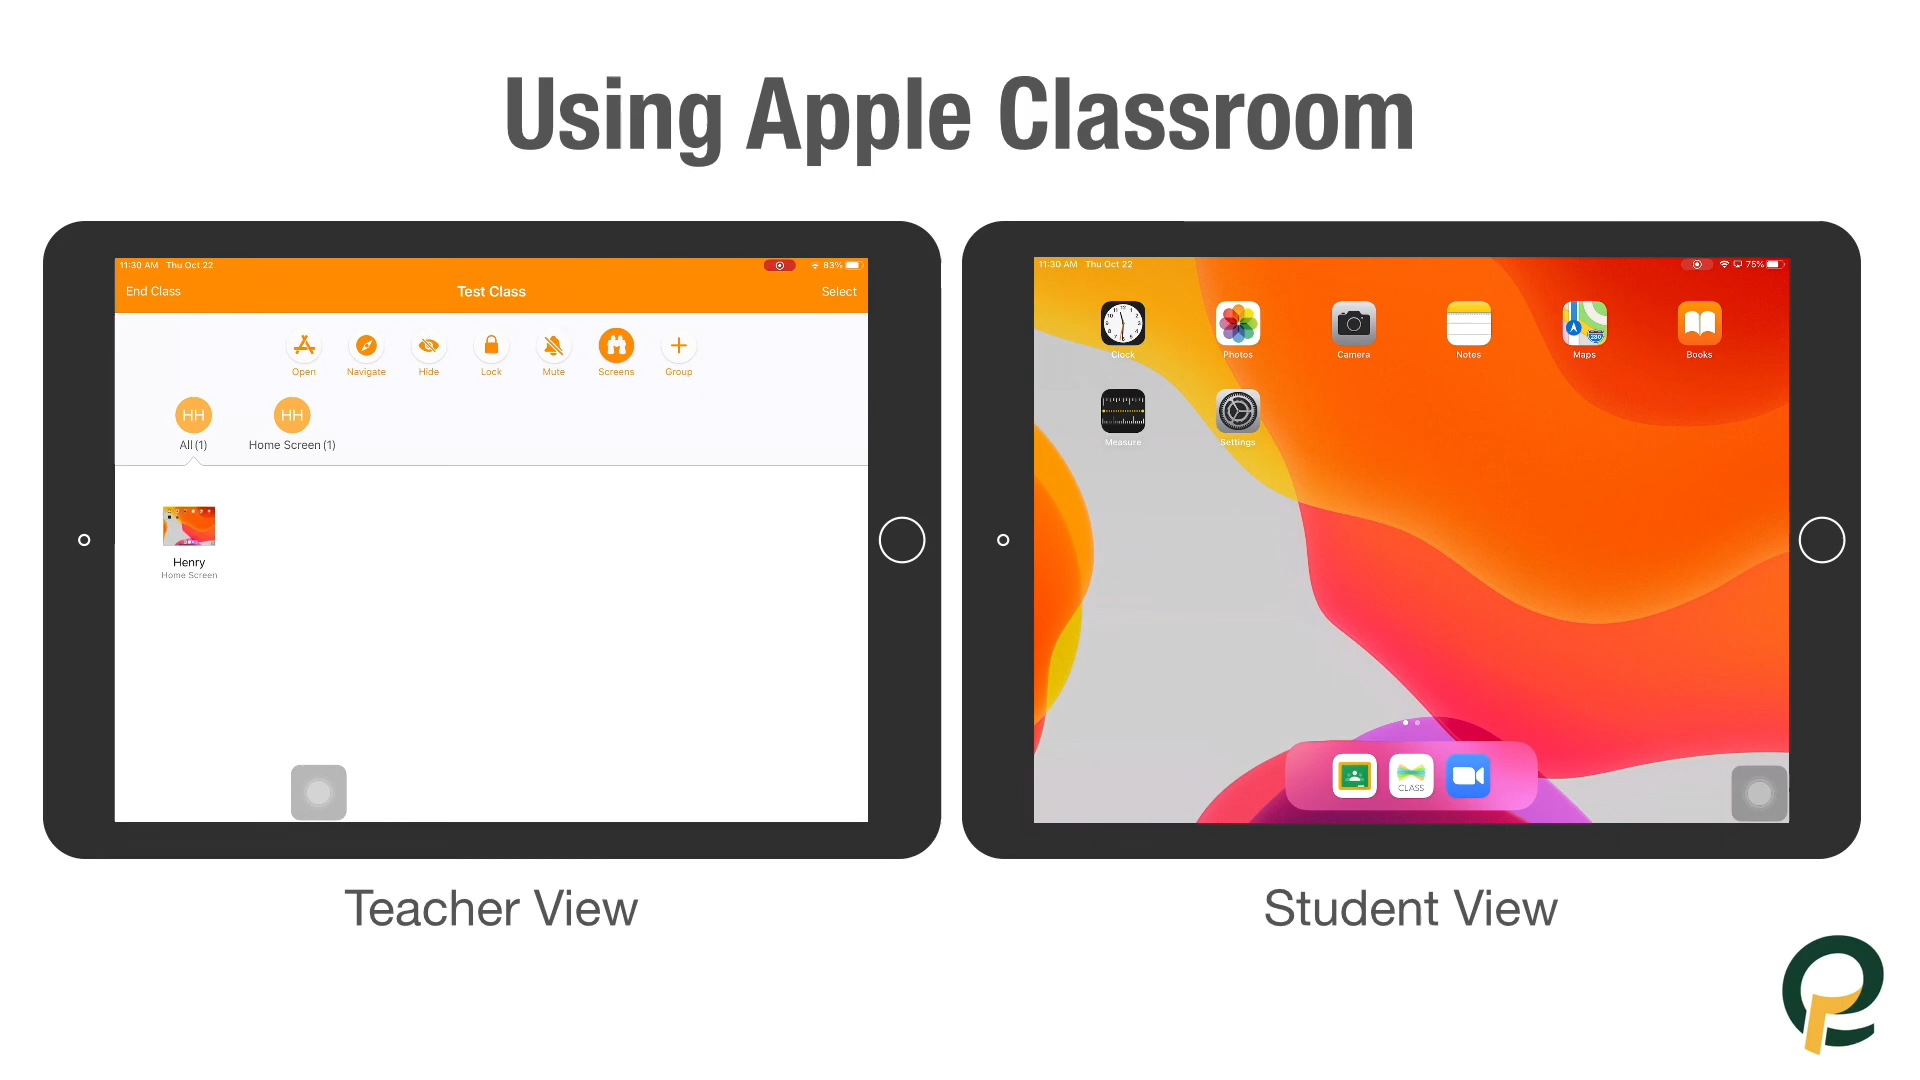 Using Apple Classroom
11:30 AM Thu Oct 22
83%
End Class
Test Class
Select
Open
Navigate
Hide
Lock
Mute
Screens
Group
HH
HH
All (1)
Home Screen (1)
Henry
Home Screen
Teacher View
11:30 AM Thu Oct 22
75%
Clock
Photos
Camera
Notes
Maps
Books
Measure
Settings
CLASS
Student View